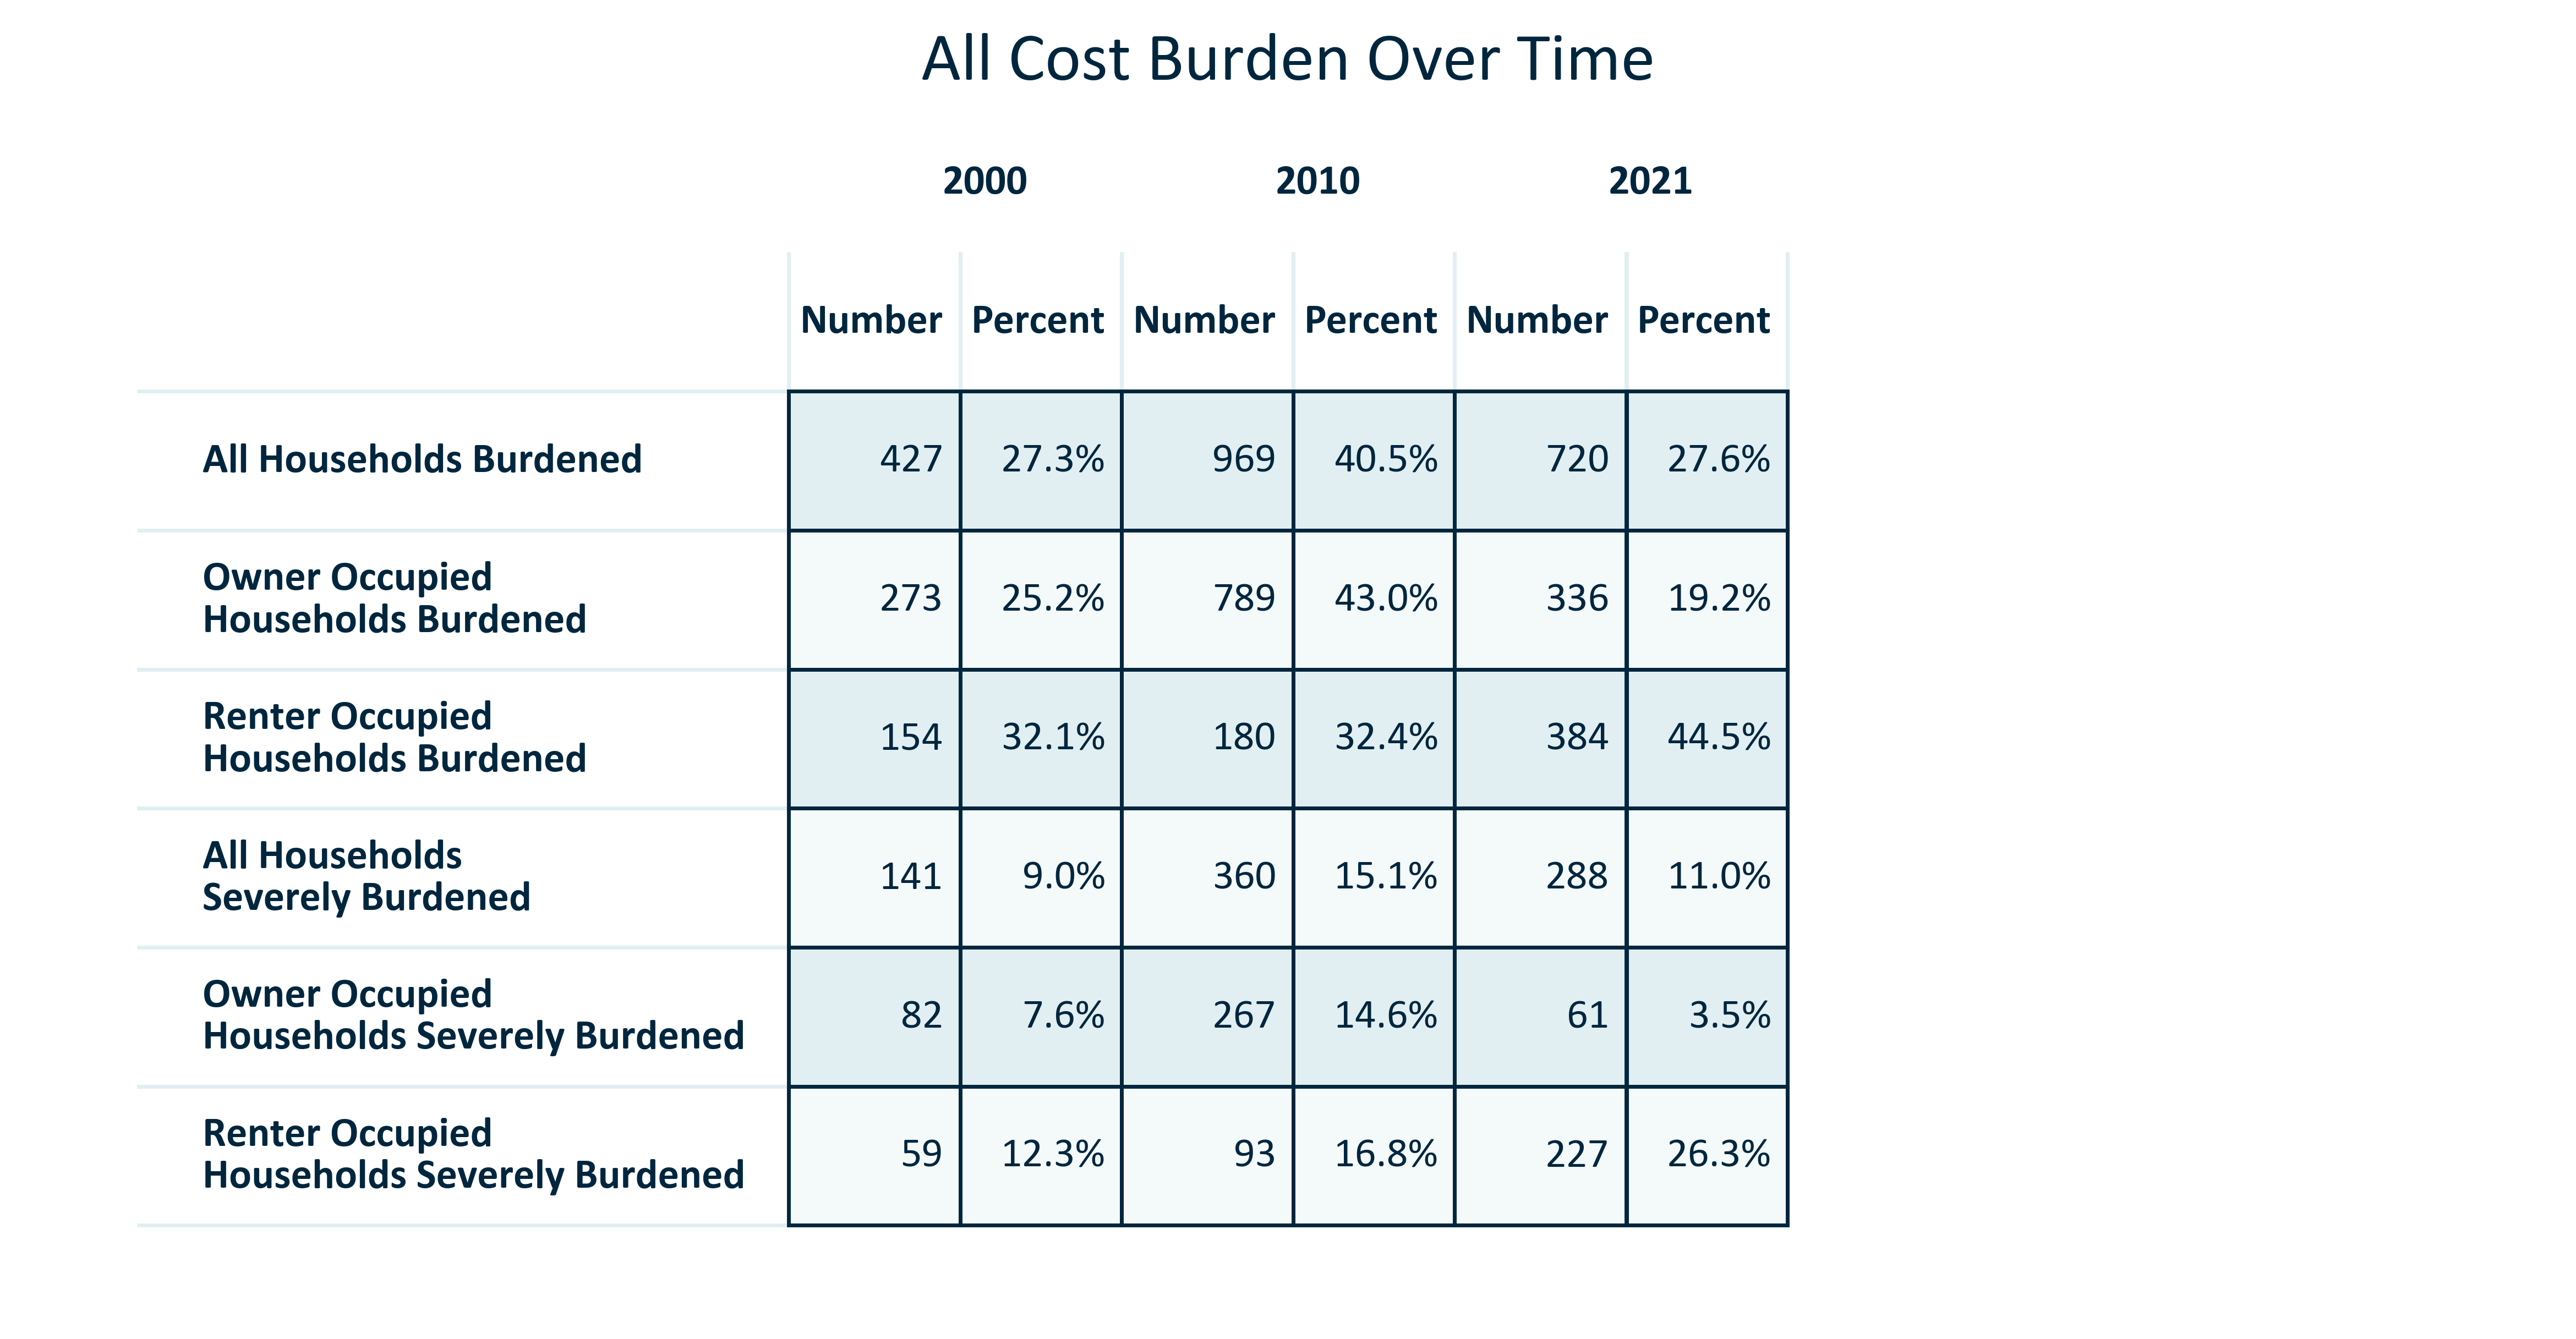 All Cost Burden Over Time
2000 2010 2021
Number Percent Number Percent Number Percent
All Households Burdened 427 27.3% 969 40.5% 720 27.6%
Owner Occupied
Households Burdened 273 25.2% 789 43.0% 336 19.2%
Renter Occupied
Households Burdened 154 32.1% 180 32.4% 384 44.5%
All Households
Severely Burdened 141 9.0% 360 15.1% 288 11.0%
Owner Occupied
Households Severely Burdened 82 7.6% 267 14.6% 61 3.5%
Renter Occupied
Households Severely Burdened 59 12.3% 93 16.8% 227 26.3%